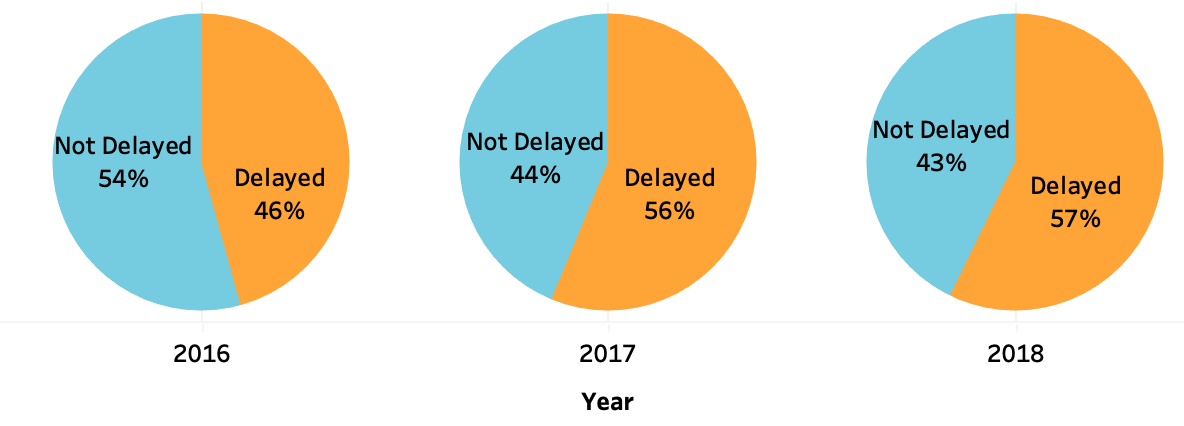 Not Delayed
54%
Delayed
46%
Not Delayed
44%
Delayed
56%
Not Delayed
43%
Delayed
57%
2016
2017
2018
Year